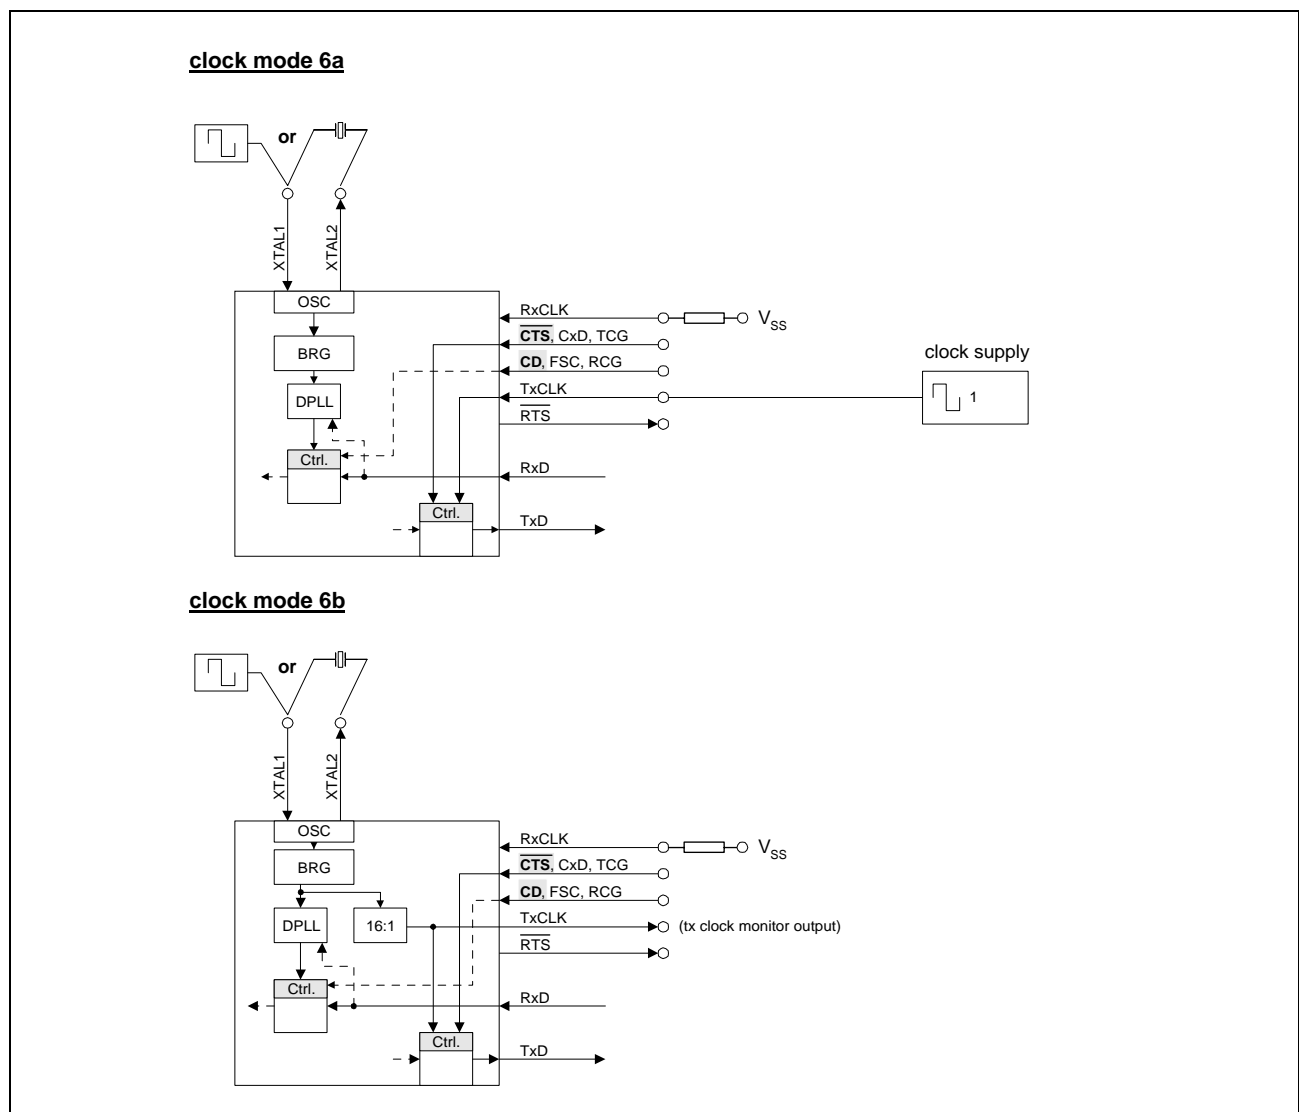 clock mode 6a
or
XTAL1
XTAL2
OSC
RxCLK
VSS
CTS, CxD, TCG
BRG
CD, FSC, RCG
clock supply
DPLL
TxCLK
1
RTS
Ctrl.
RxD
Ctrl.
TxD
clock mode 6b
or
XTAL1
XTAL2
OSC
RxCLK
VSS
CTS, CxD, TCG
BRG
CD, FSC, RCG
DPLL
16:1
TxCLK
(tx clock monitor output)
RTS
Ctrl.
RxD
Ctrl.
TxD